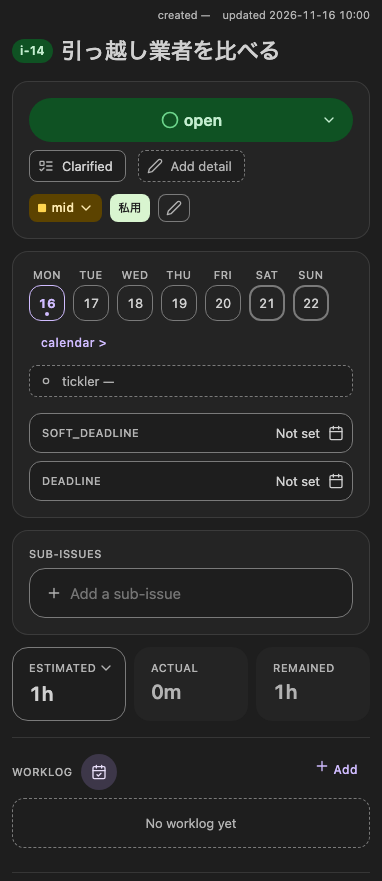 created — updated 2026-11-16 10:00
i-14 引っ越し業者を比べる
open
Clarified Add detail
mid 私用
MON TUE WED THU FRI SAT SUN
16 17 18 19 20 21 22
calendar >
tickler —
SOFT_DEADLINE Not set
DEADLINE Not set
SUB-ISSUES
+ Add a sub-issue
ESTIMATED ACTUAL REMAINED
1h 0m 1h
WORKLOG + Add
No worklog yet